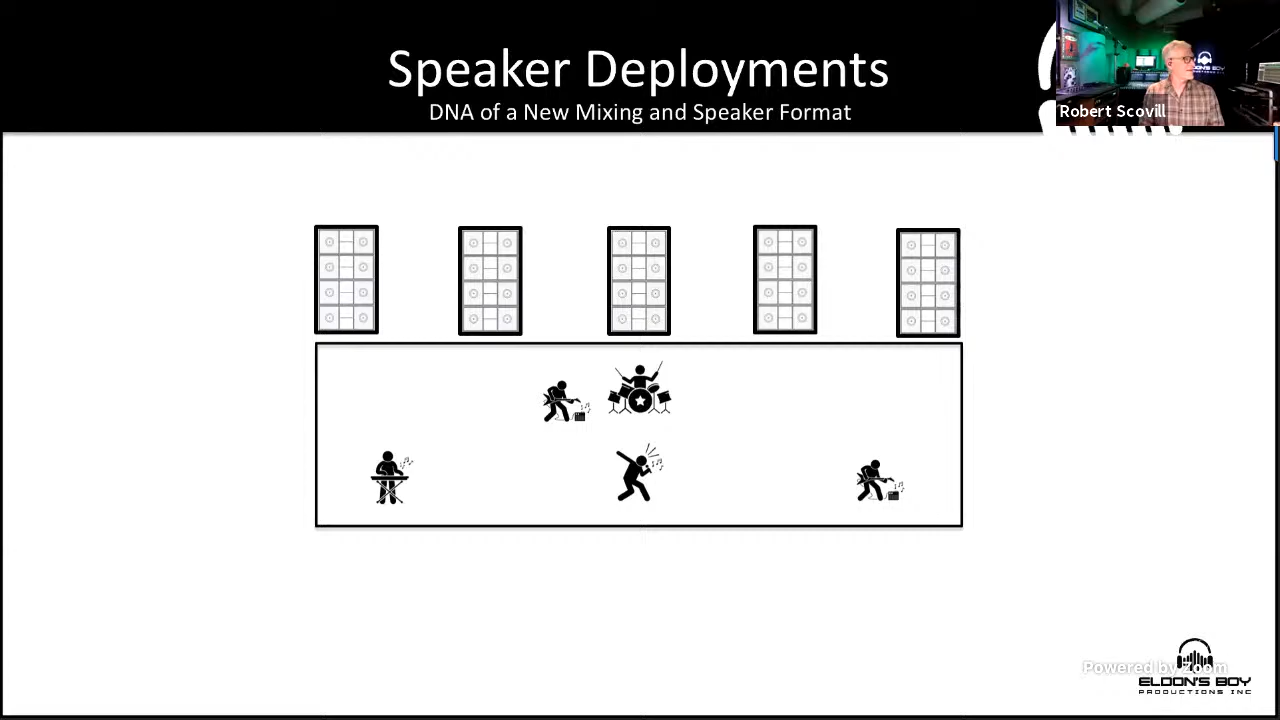 Speaker Deployments
DNA of a New Mixing and Speaker Format
Robert Scovill
Powered by Zoom
ELDON'S BOY
PRODUCTIONS INC